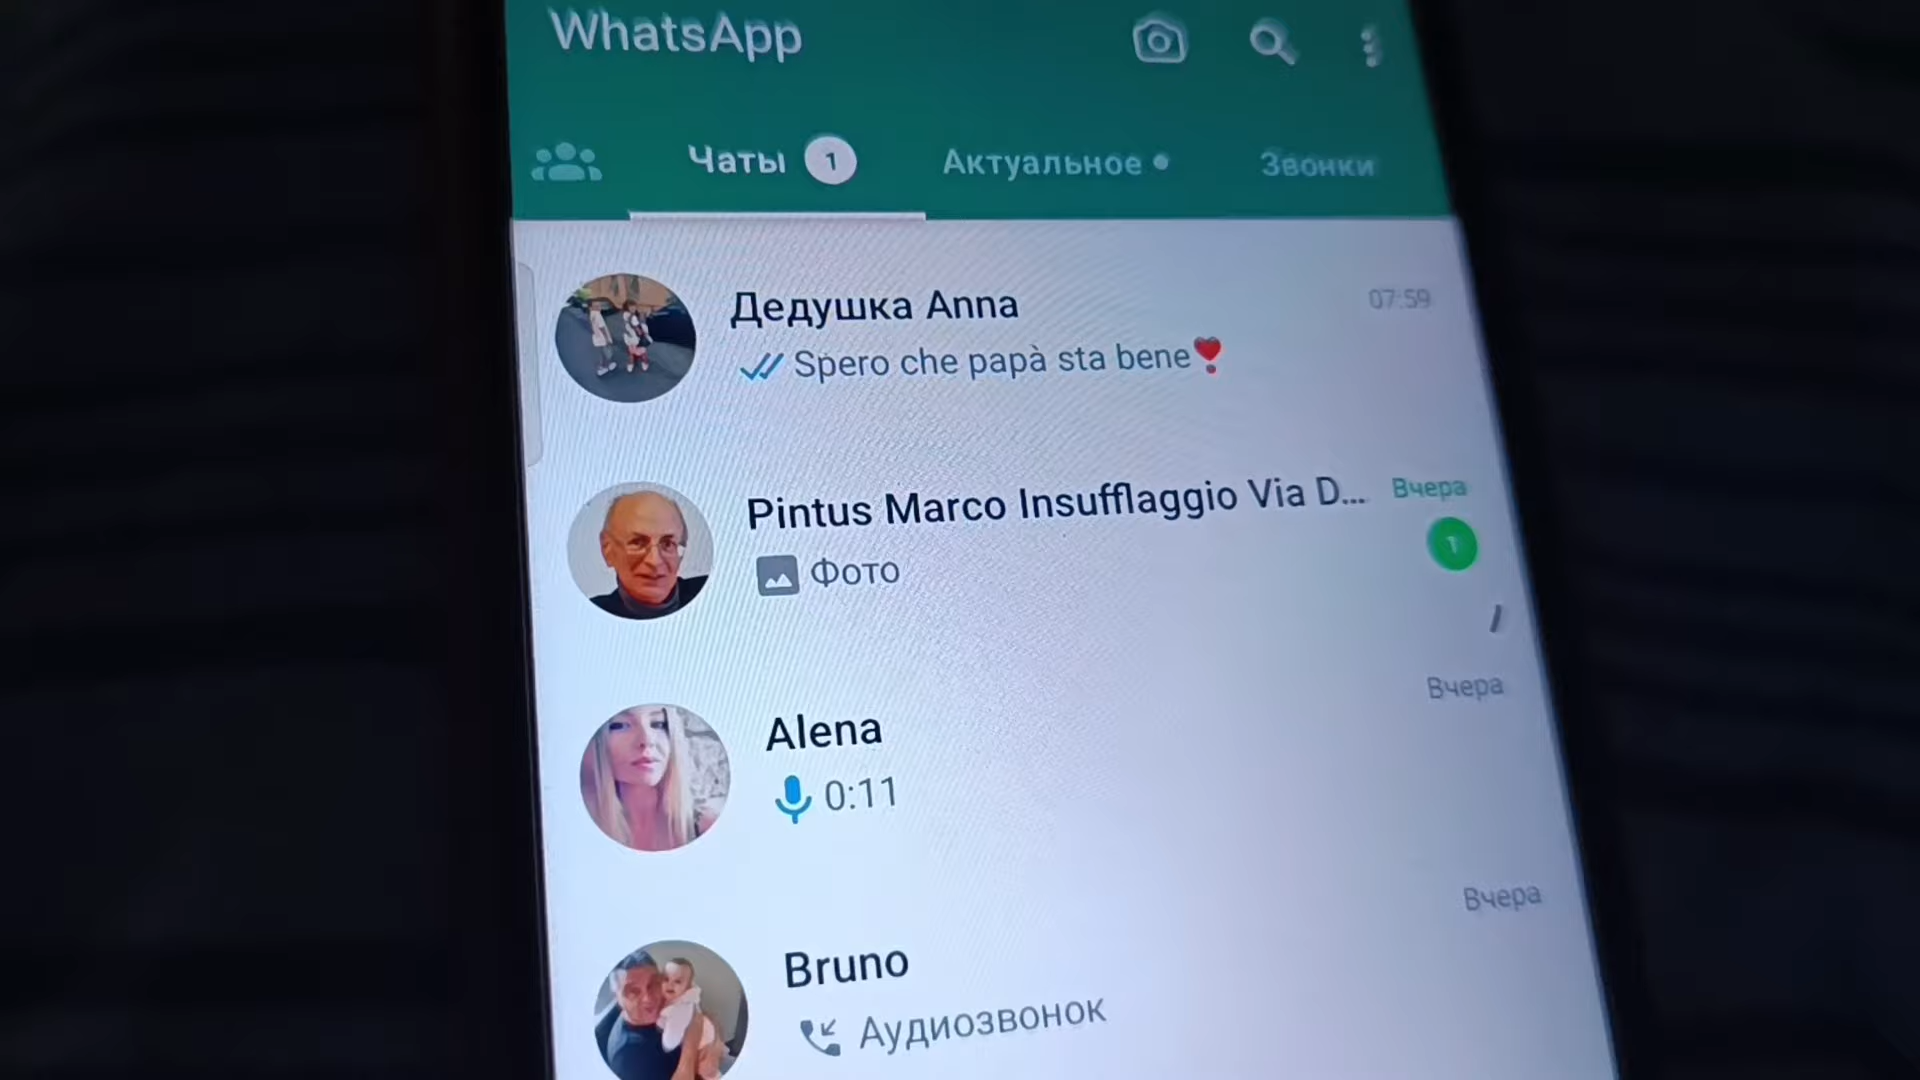 WhatsApp
Чаты 1 Актуальное Звонки
Дедушка Anna 07:59
Spero che papà sta bene❣️
Pintus Marco Insufflaggio Via D... Вчера
Фото 1
Alena Вчера
0:11
Bruno Вчера
Аудиозвонок